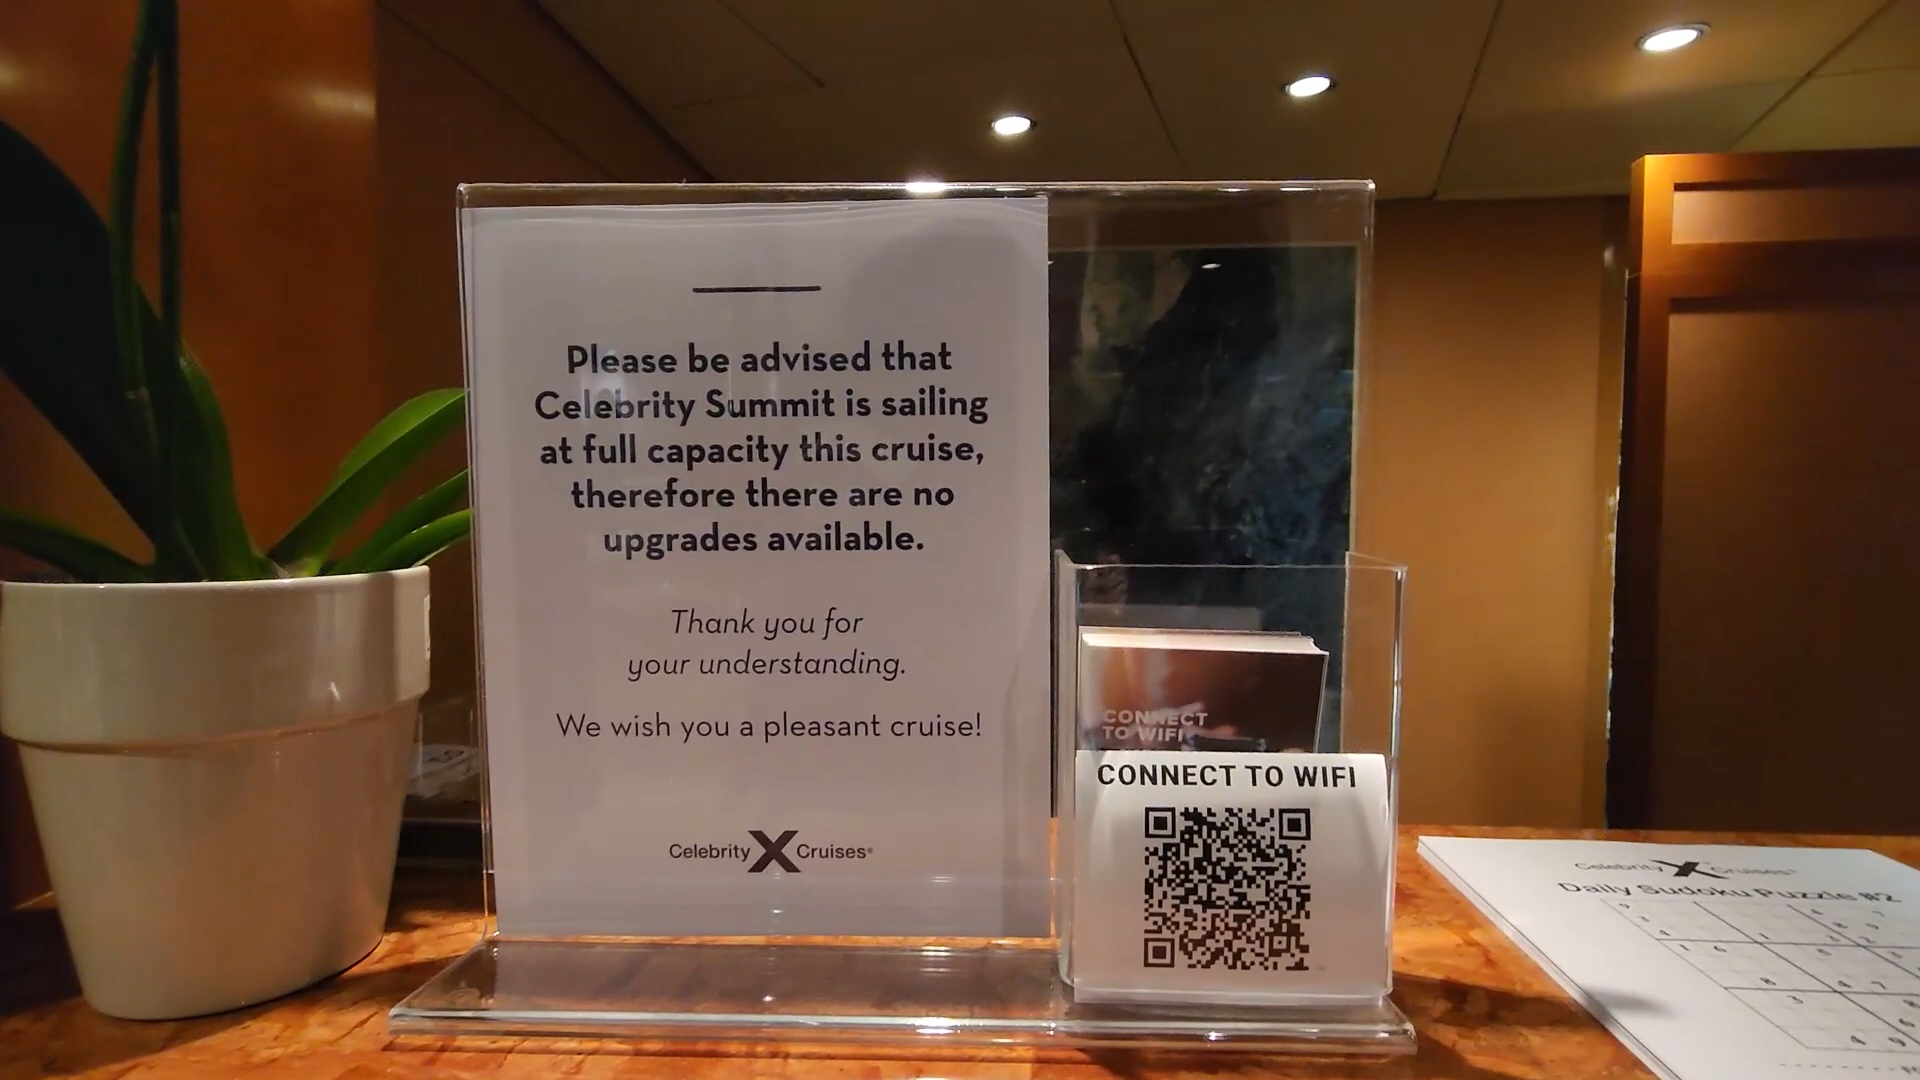 Please be advised that
Celebrity Summit is sailing
at full capacity this cruise,
therefore there are no
upgrades available.
Thank you for
your understanding.
We wish you a pleasant cruise!
Celebrity X Cruises®
CONNECT
TO WIFI
CONNECT TO WIFI
Celebrity X Cruises
Daily Sudoku Puzzle #2